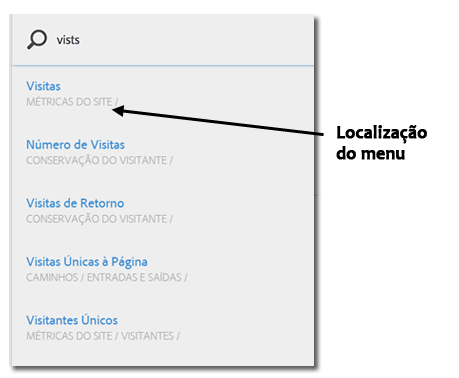 vists
Visitas
MÉTRICAS DO SITE /
Localização
do menu
Número de Visitas
CONSERVAÇÃO DO VISITANTE /
Visitas de Retorno
CONSERVAÇÃO DO VISITANTE /
Visitas Únicas à Página
CAMINHOS / ENTRADAS E SAÍDAS /
Visitantes Únicos
MÉTRICAS DO SITE / VISITANTES /